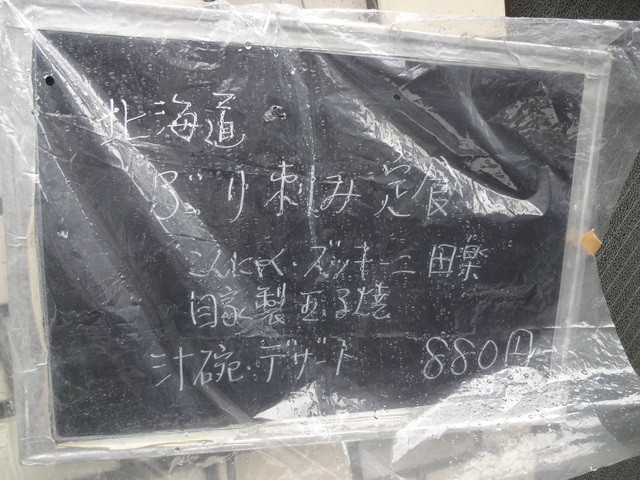 北海道
ぶり刺み定食
こんにゃく・ズッキーニ田楽
自家製玉子焼
汁碗・デザート 880円